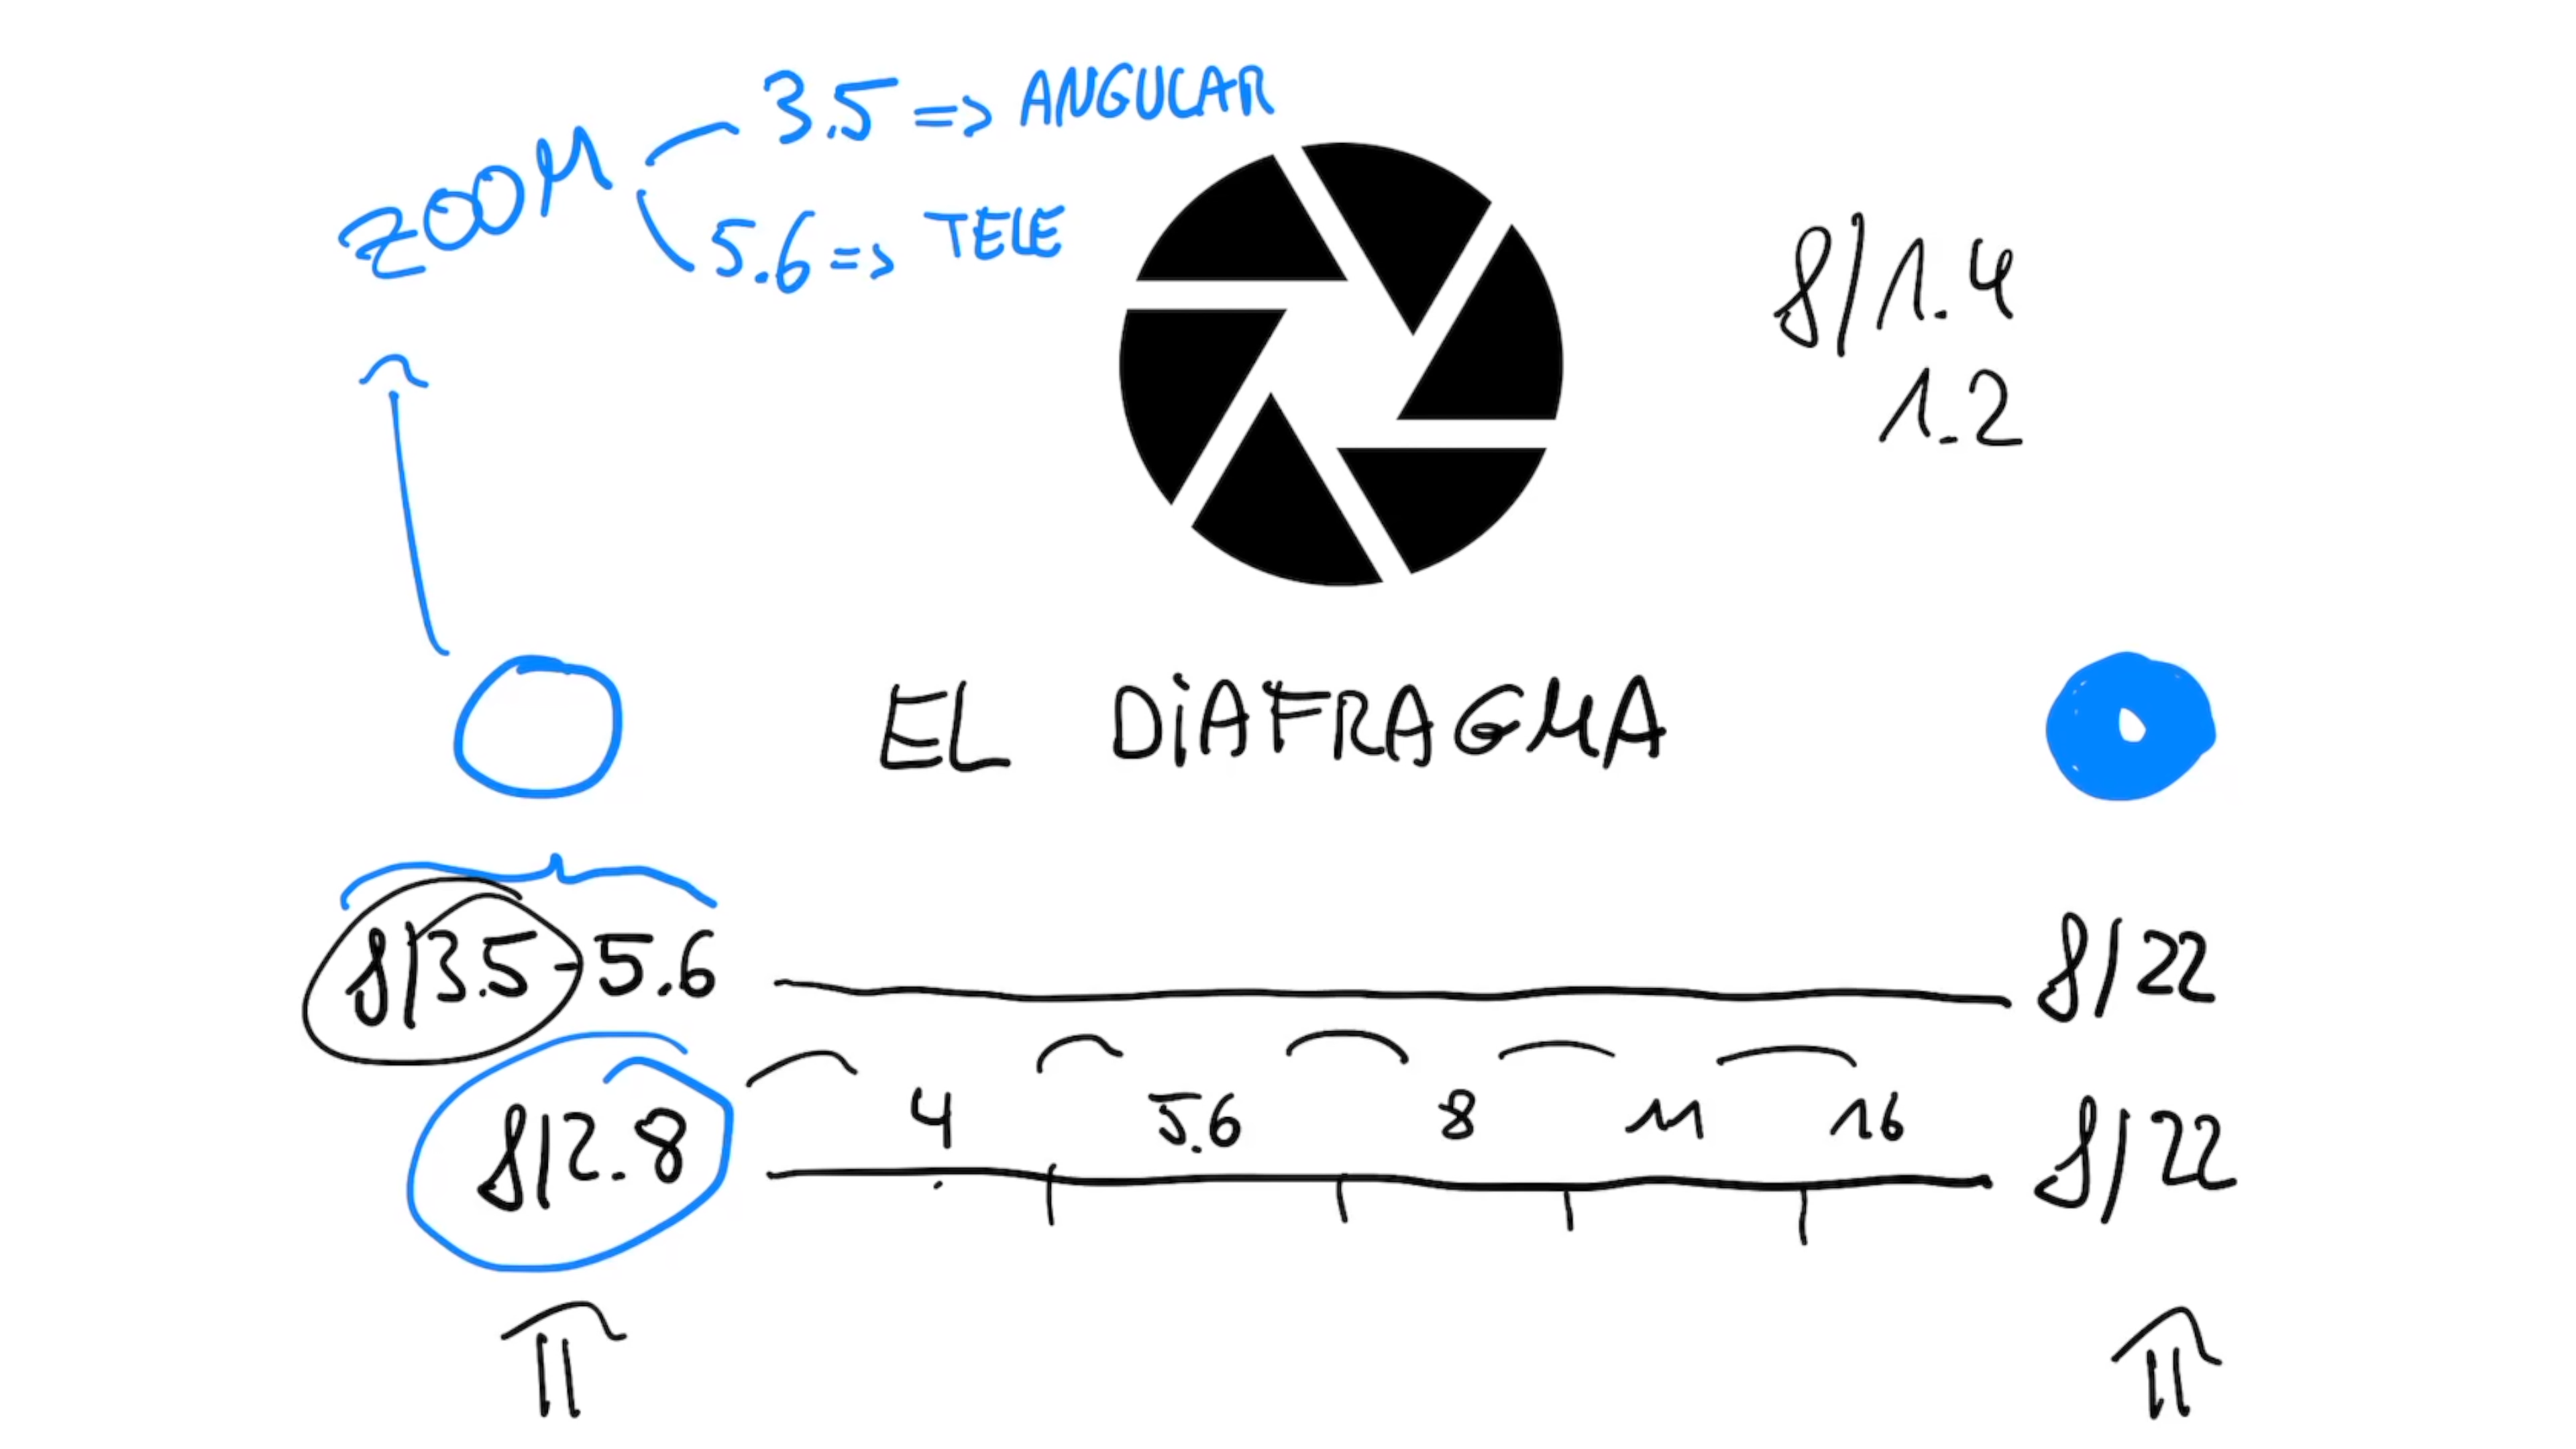 3.5 => ANGULAR
ZOOM
5.6 => TELE
f/1.4
1.2
EL DiAFRAGMA
f/3.5-5.6
f/22
4 5.6 8 11 16
f/2.8
f/22